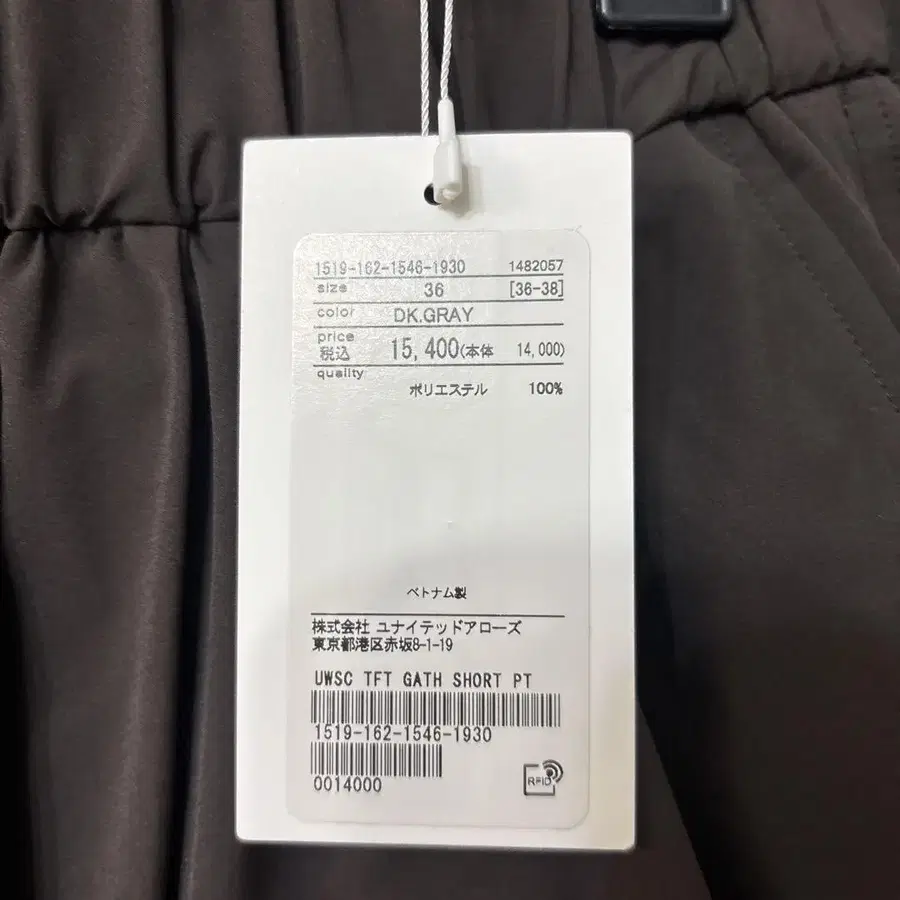 1519-162-1546-1930 1482057
size 36 [36-38]
color DK.GRAY
price
税込 15,400(本体 14,000)
quality
ポリエステル 100%
ベトナム製
株式会社 ユナイテッドアローズ
東京都港区赤坂8-1-19
UWSC TFT GATH SHORT PT
1519-162-1546-1930
0014000
RFID